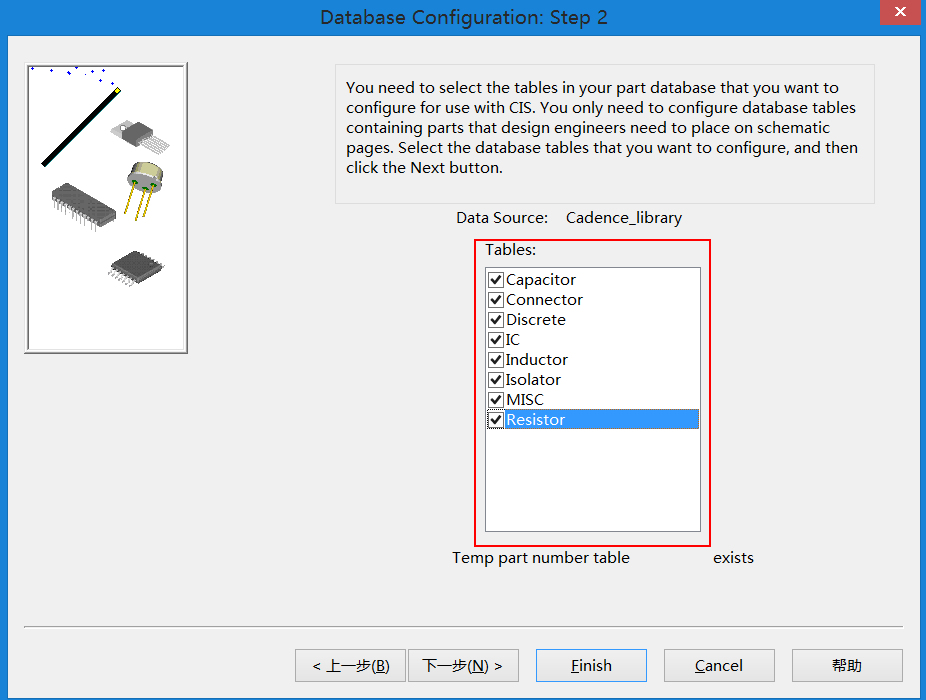 Database Configuration: Step 2
You need to select the tables in your part database that you want to
configure for use with CIS. You only need to configure database tables
containing parts that design engineers need to place on schematic
pages. Select the database tables that you want to configure, and then
click the Next button.
Data Source: Cadence_library
Tables:
Capacitor
Connector
Discrete
IC
Inductor
Isolator
MISC
Resistor
Temp part number table exists
< 上一步(B) 下一步(N) > Finish Cancel 帮助